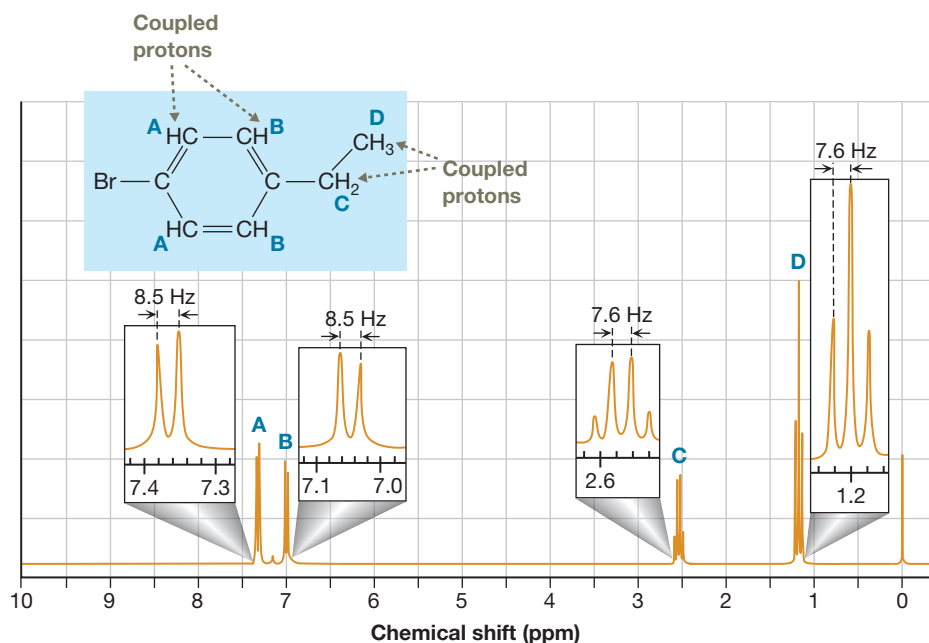 Coupled
protons
A HC CH B
D
CH3
Br C C CH2
C
Coupled
protons
A HC CH B
7.6 Hz
D
8.5 Hz
8.5 Hz
7.6 Hz
A
B
C
7.4 7.3
7.1 7.0
2.6
1.2
10 9 8 7 6 5 4 3 2 1 0
Chemical shift (ppm)